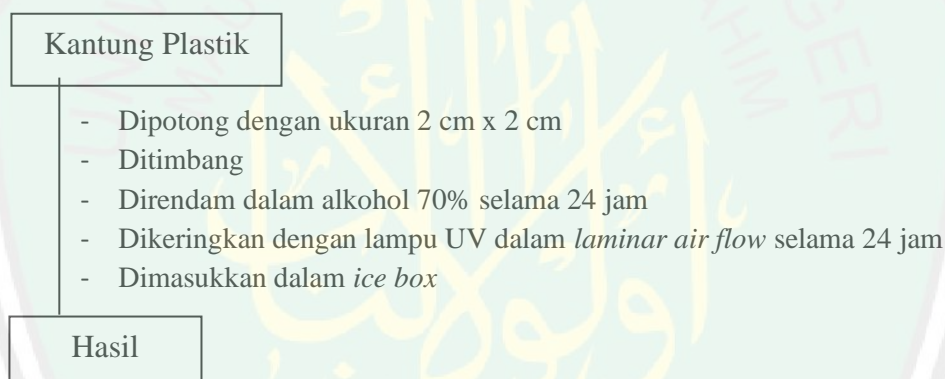 Kantung Plastik
- Dipotong dengan ukuran 2 cm x 2 cm
- Ditimbang
- Direndam dalam alkohol 70% selama 24 jam
- Dikeringkan dengan lampu UV dalam laminar air flow selama 24 jam
- Dimasukkan dalam ice box
Hasil